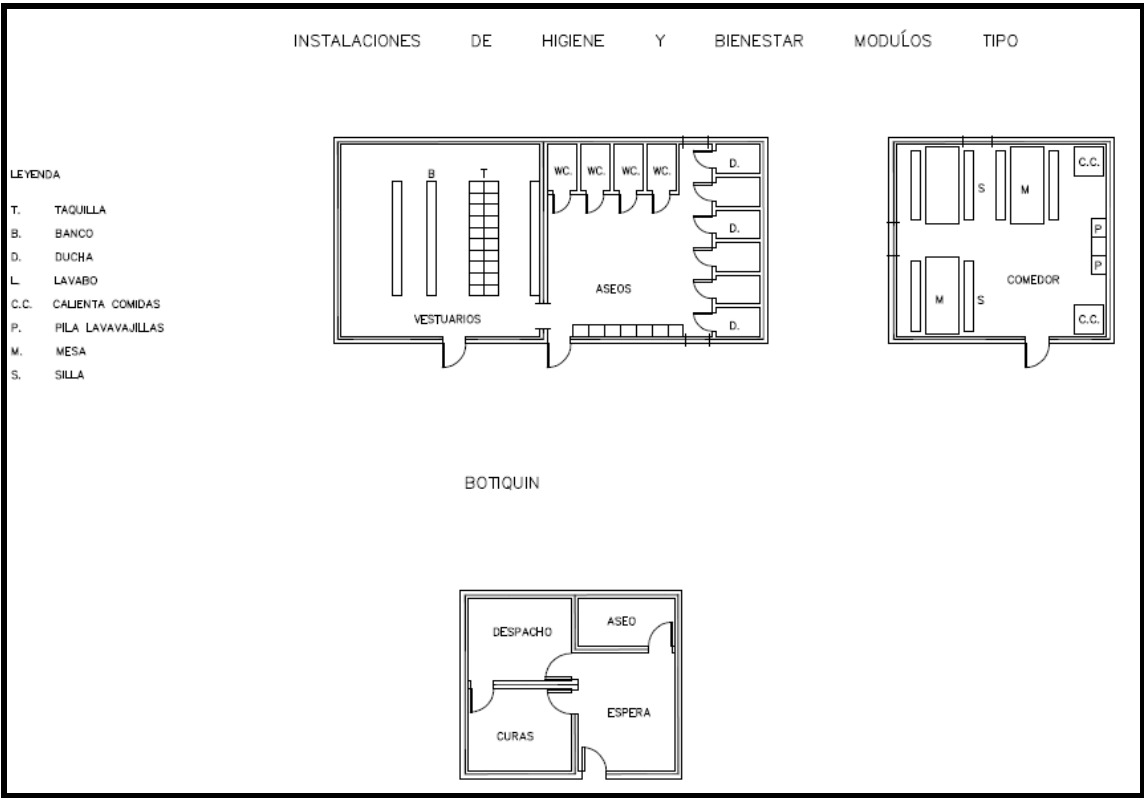 INSTALACIONES DE HIGIENE Y BIENESTAR MODUĹOS TIPO
LEYENDA
T. TAQUILLA
B. BANCO
D. DUCHA
L. LAVABO
C.C. CALIENTA COMIDAS
P. PILA LAVAVAJILLAS
M. MESA
S. SILLA
B T
WC. WC. WC. WC.
D.
D.
D.
ASEOS
VESTUARIOS
C.C.
S M
P
P
COMEDOR
M S
C.C.
BOTIQUIN
DESPACHO
ASEO
ESPERA
CURAS